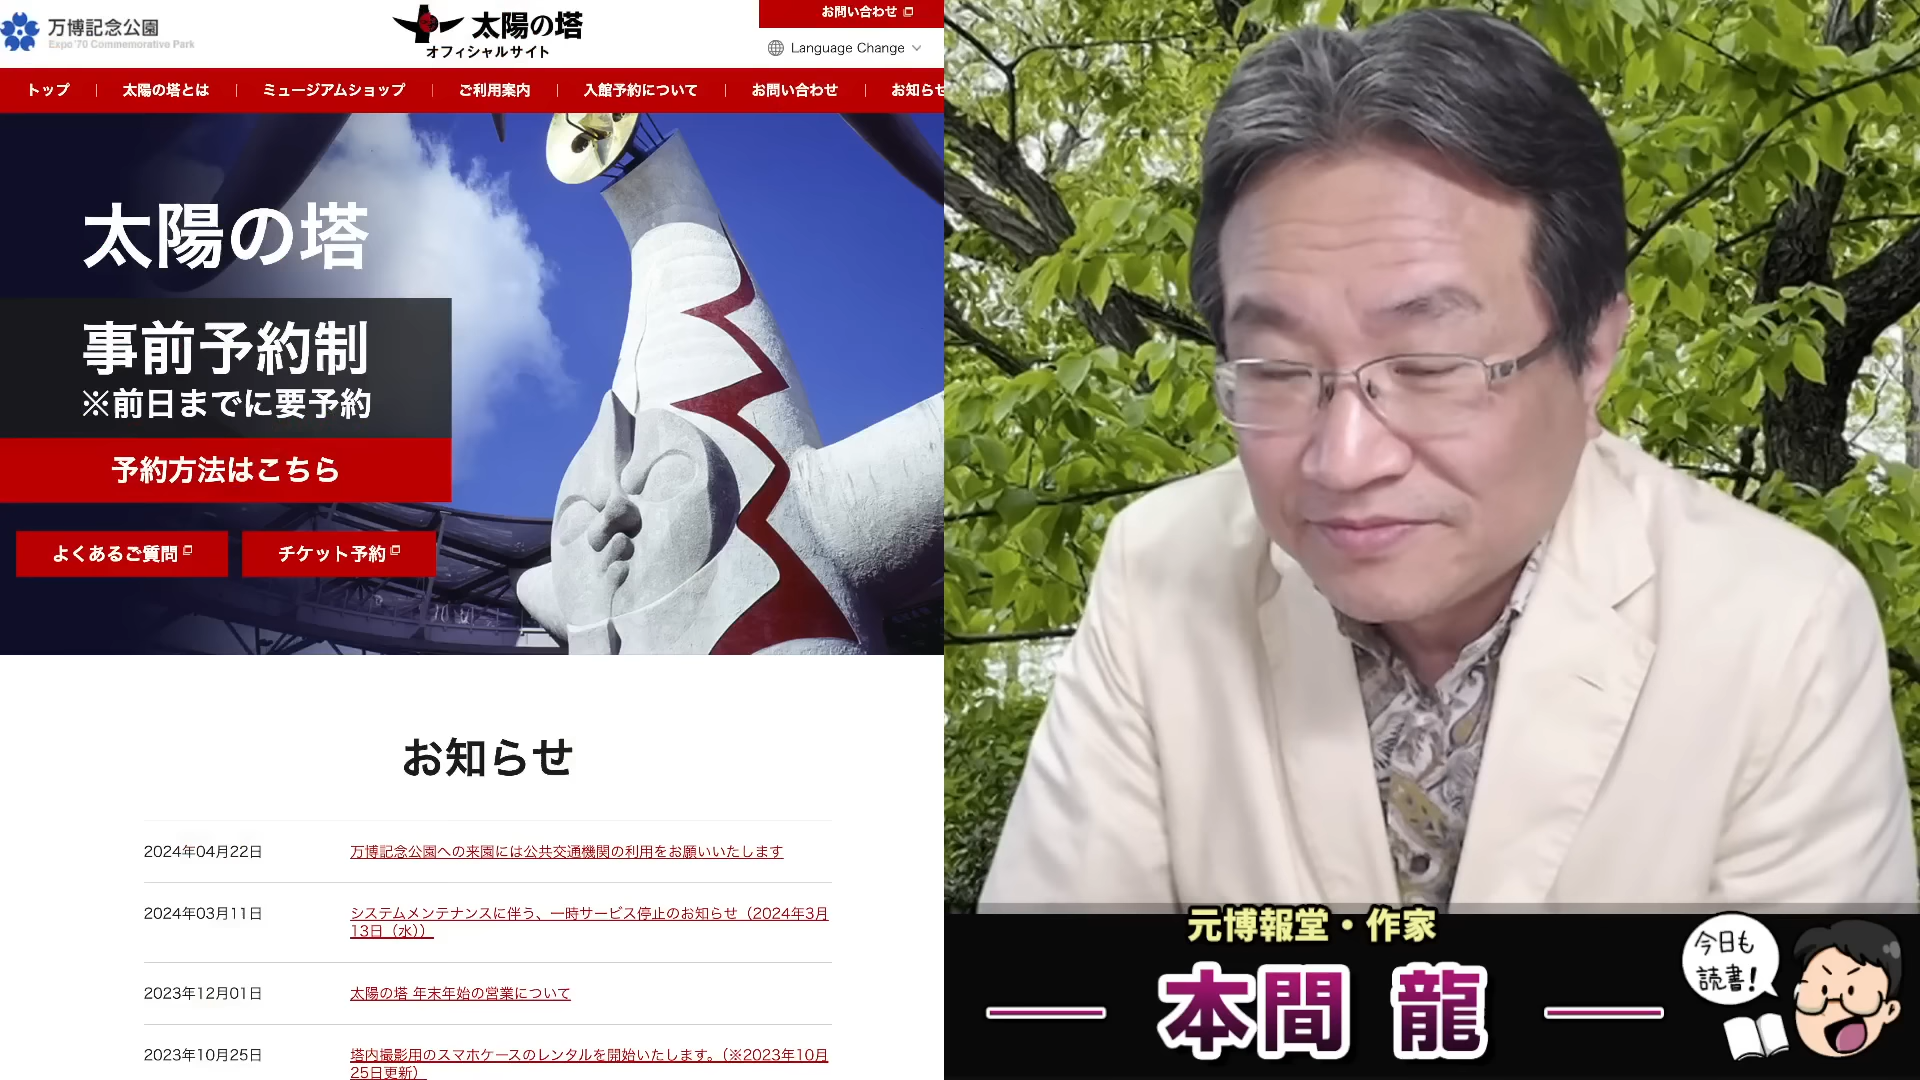 万博記念公園
Expo'70 Commemorative Park
太陽の塔
オフィシャルサイト
お問い合わせ
Language Change
トップ
太陽の塔とは
ミュージアムショップ
ご利用案内
入館予約について
お問い合わせ
お知らせ
太陽の塔
事前予約制
※前日までに要予約
予約方法はこちら
よくあるご質問
チケット予約
お知らせ
2024年04月22日
万博記念公園への来園には公共交通機関の利用をお願いいたします
2024年03月11日
システムメンテナンスに伴う、一時サービス停止のお知らせ（2024年3月
13日（水））
2023年12月01日
太陽の塔 年末年始の営業について
2023年10月25日
塔内撮影用のスマホケースのレンタルを開始いたします。（※2023年10月
25日更新）
元博報堂・作家
本間 龍
今日も
読書!